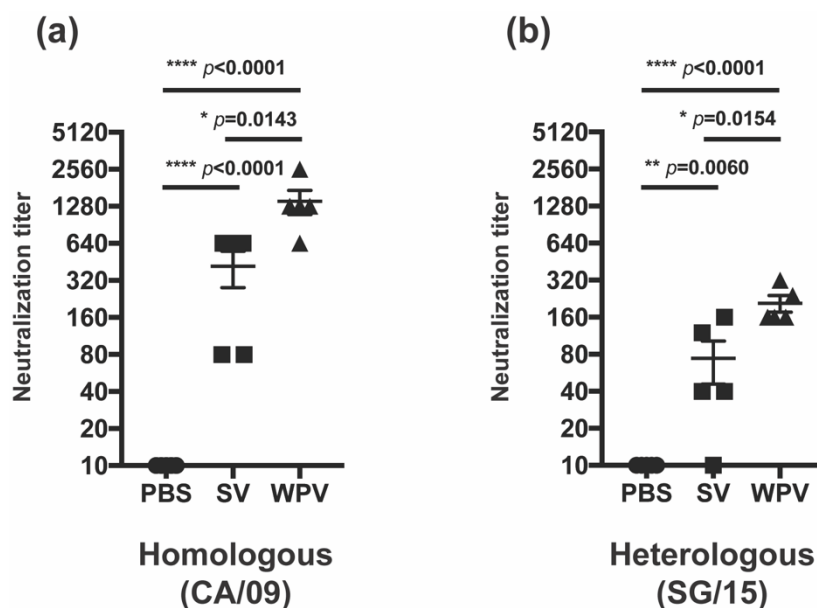 (a)
**** p<0.0001
* p=0.0143
**** p<0.0001
Neutralization titer
5120
2560
1280
640
320
160
80
40
20
10
PBS SV WPV
Homologous
(CA/09)
(b)
**** p<0.0001
* p=0.0154
** p=0.0060
Neutralization titer
5120
2560
1280
640
320
160
80
40
20
10
PBS SV WPV
Heterologous
(SG/15)